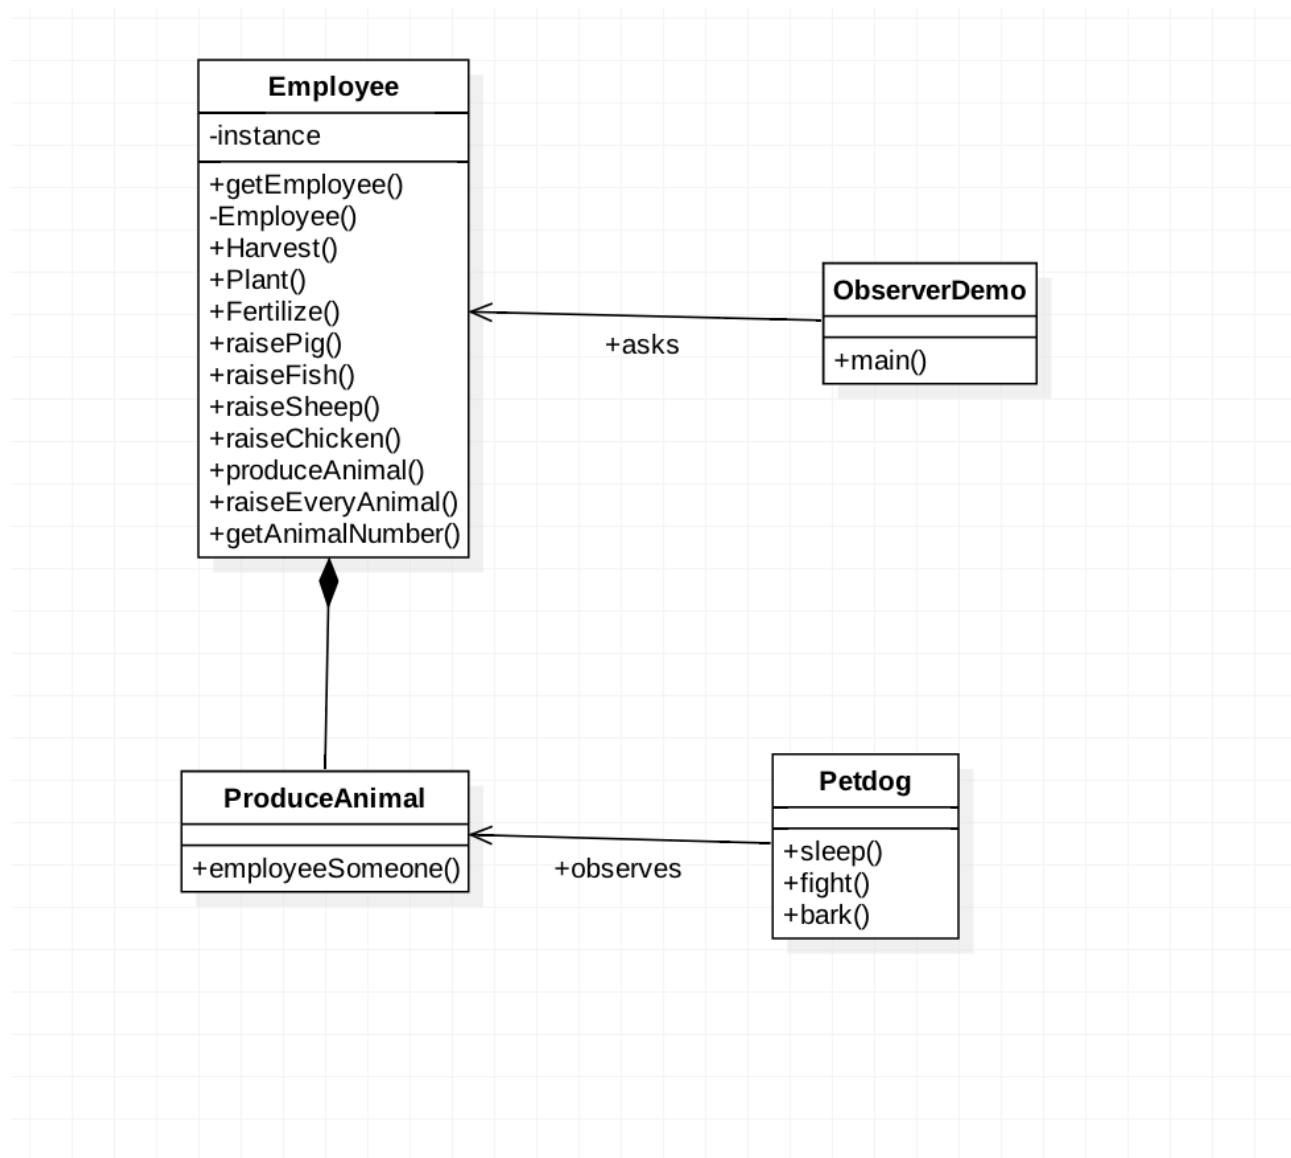 Employee
-instance
+getEmployee()
-Employee()
+Harvest()
+Plant()
+Fertilize()
+raisePig()
+raiseFish()
+raiseSheep()
+raiseChicken()
+produceAnimal()
+raiseEveryAnimal()
+getAnimalNumber()
+asks
ObserverDemo
+main()
ProduceAnimal
+employeeSomeone()
+observes
Petdog
+sleep()
+fight()
+bark()